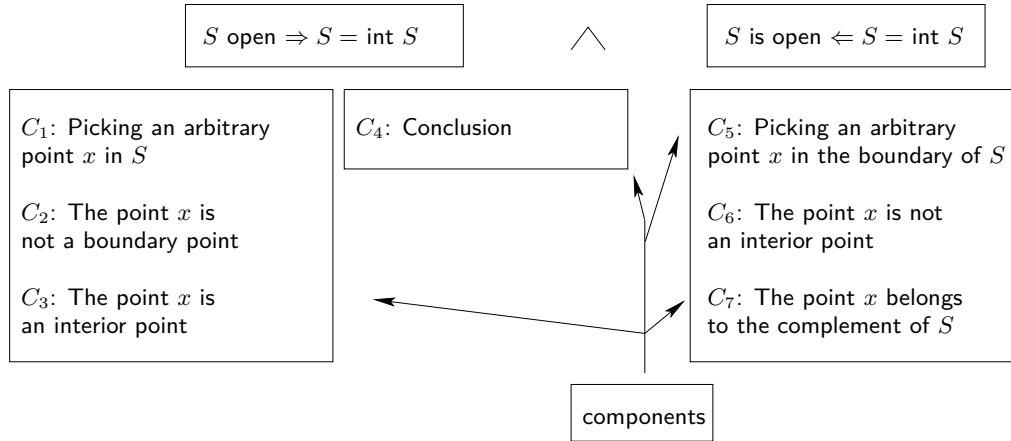 S open ⇒ S = int S
∧
S is open ⇐ S = int S
C₁: Picking an arbitrary
point x in S
C₂: The point x is
not a boundary point
C₃: The point x is
an interior point
C₄: Conclusion
C₅: Picking an arbitrary
point x in the boundary of S
C₆: The point x is not
an interior point
C₇: The point x belongs
to the complement of S
components